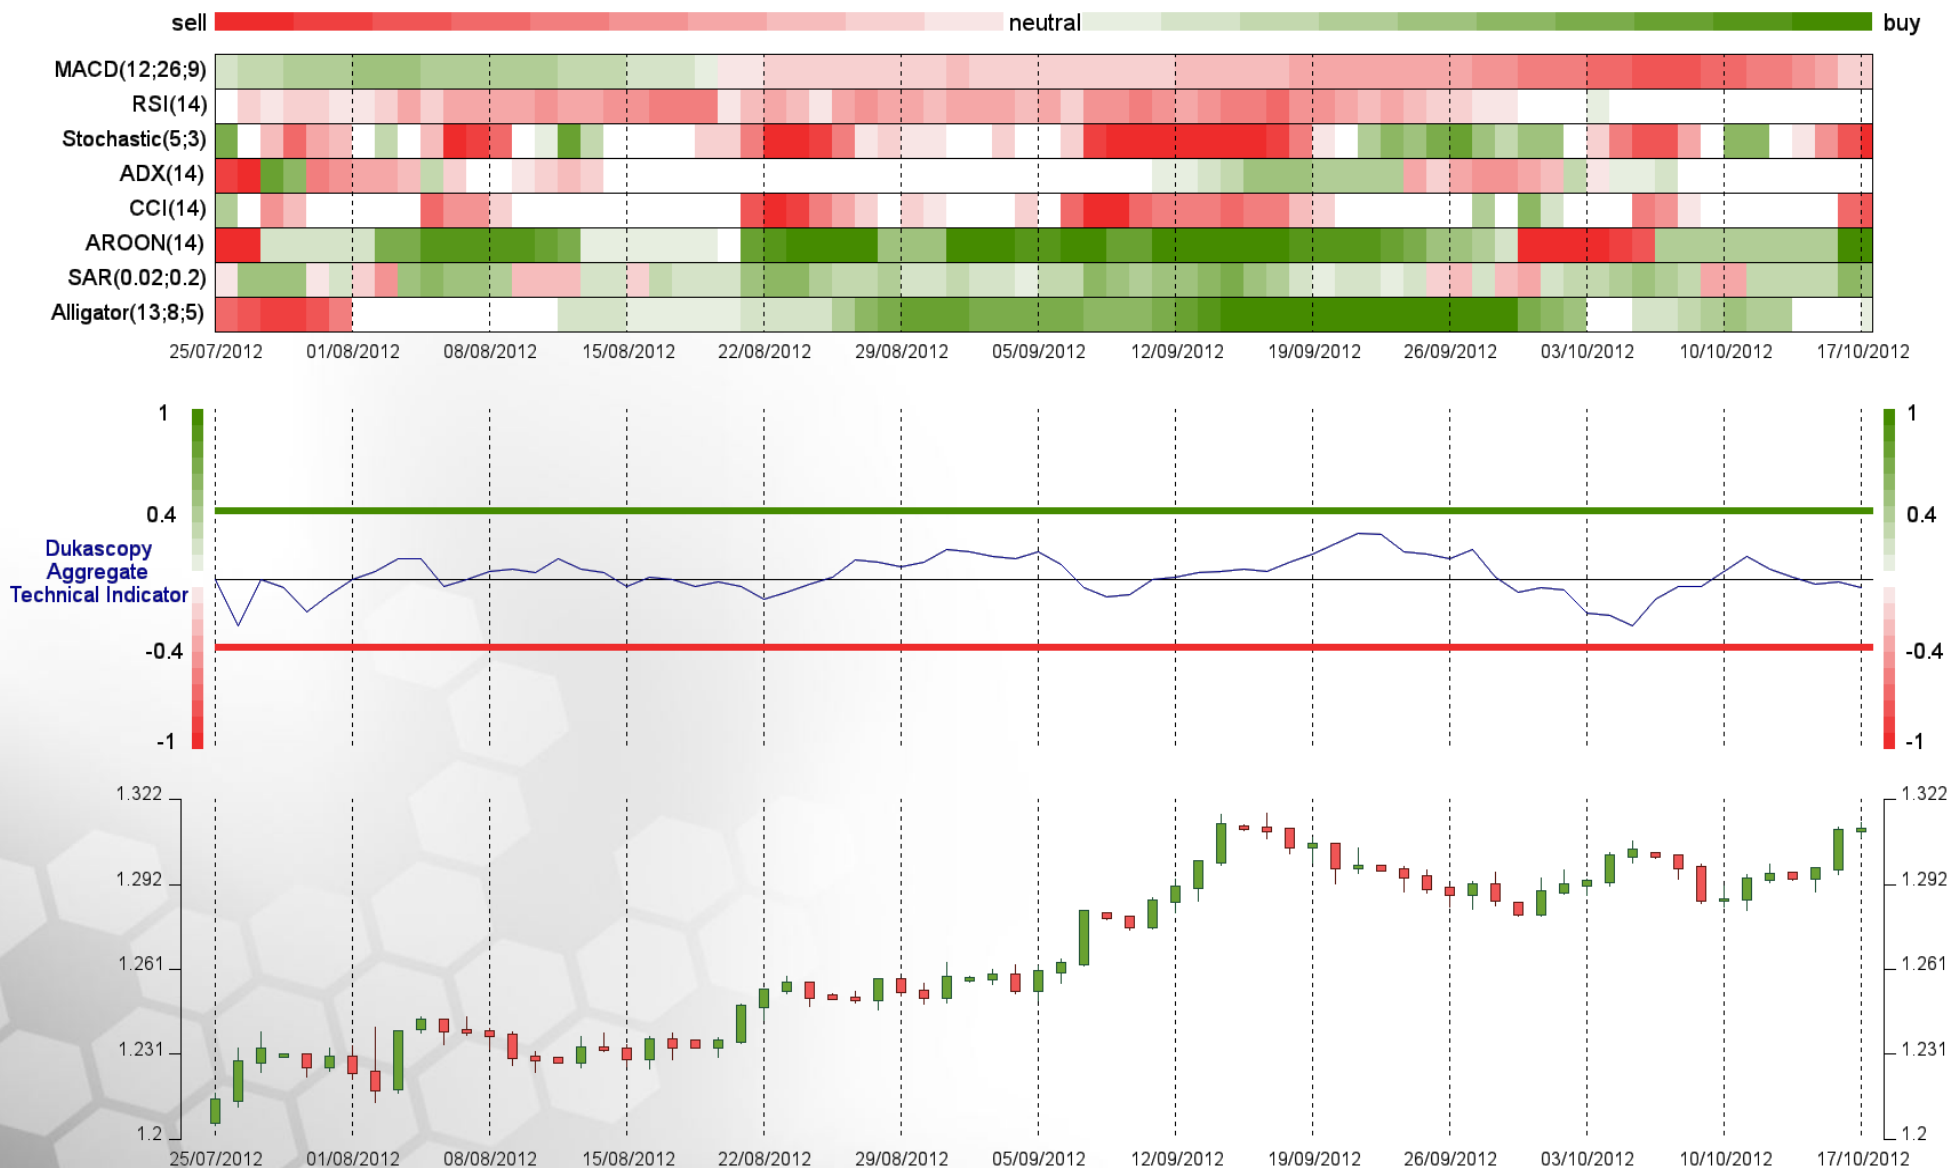 sell neutral buy
MACD(12;26;9)
RSI(14)
Stochastic(5;3)
ADX(14)
CCI(14)
AROON(14)
SAR(0.02;0.2)
Alligator(13;8;5)
25/07/2012 01/08/2012 08/08/2012 15/08/2012 22/08/2012 29/08/2012 05/09/2012 12/09/2012 19/09/2012 26/09/2012 03/10/2012 10/10/2012 17/10/2012
1 1
0.4 0.4
Dukascopy
Aggregate
Technical Indicator
-0.4 -0.4
-1 -1
1.322 1.322
1.292 1.292
1.261 1.261
1.231 1.231
1.2 1.2
25/07/2012 01/08/2012 08/08/2012 15/08/2012 22/08/2012 29/08/2012 05/09/2012 12/09/2012 19/09/2012 26/09/2012 03/10/2012 10/10/2012 17/10/2012